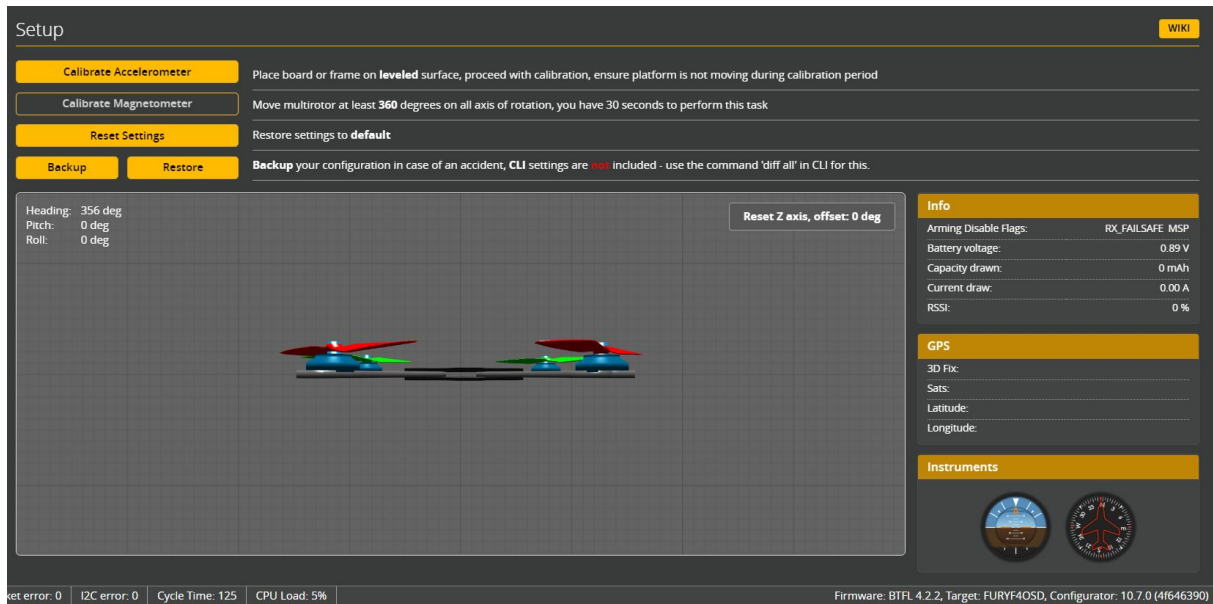 Setup
WIKI
Calibrate Accelerometer
Place board or frame on leveled surface, proceed with calibration, ensure platform is not moving during calibration period
Calibrate Magnetometer
Move multirotor at least 360 degrees on all axis of rotation, you have 30 seconds to perform this task
Reset Settings
Restore settings to default
Backup
Restore
Backup your configuration in case of an accident, CLI settings are not included - use the command 'diff all' in CLI for this.
Heading: 356 deg
Pitch: 0 deg
Roll: 0 deg
Reset Z axis, offset: 0 deg
Info
Arming Disable Flags: RX_FAILSAFE MSP
Battery voltage: 0.89 V
Capacity drawn: 0 mAh
Current draw: 0.00 A
RSSI: 0 %
GPS
3D Fix:
Sats:
Latitude:
Longitude:
Instruments
ket error: 0
I2C error: 0
Cycle Time: 125
CPU Load: 5%
Firmware: BTFL 4.2.2, Target: FURYF4OSD, Configurator: 10.7.0 (4f646390)